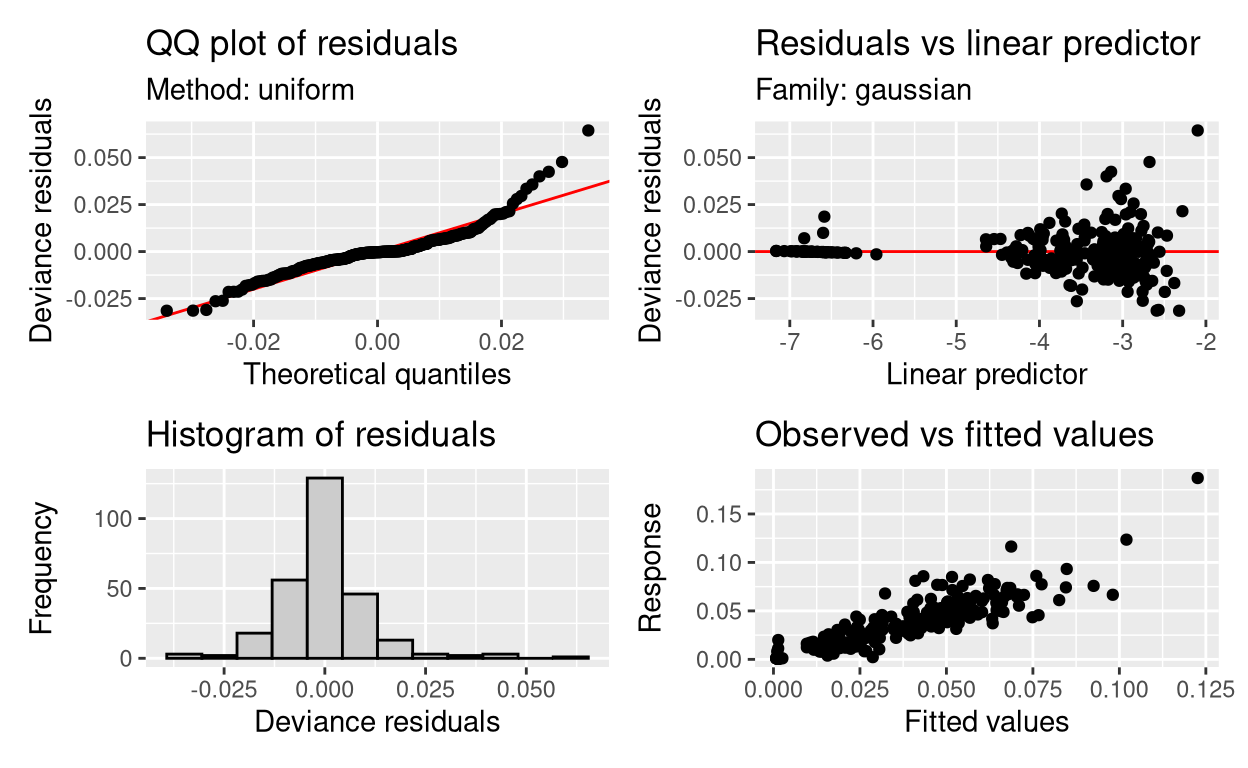 QQ plot of residuals
Method: uniform
Deviance residuals
0.050
0.025
0.000
-0.025
-0.02 0.00 0.02
Theoretical quantiles
Residuals vs linear predictor
Family: gaussian
Deviance residuals
0.050
0.025
0.000
-0.025
-7 -6 -5 -4 -3 -2
Linear predictor
Histogram of residuals
Frequency
100
50
0
-0.025 0.000 0.025 0.050
Deviance residuals
Observed vs fitted values
Response
0.15
0.10
0.05
0.00
0.000 0.025 0.050 0.075 0.100 0.125
Fitted values